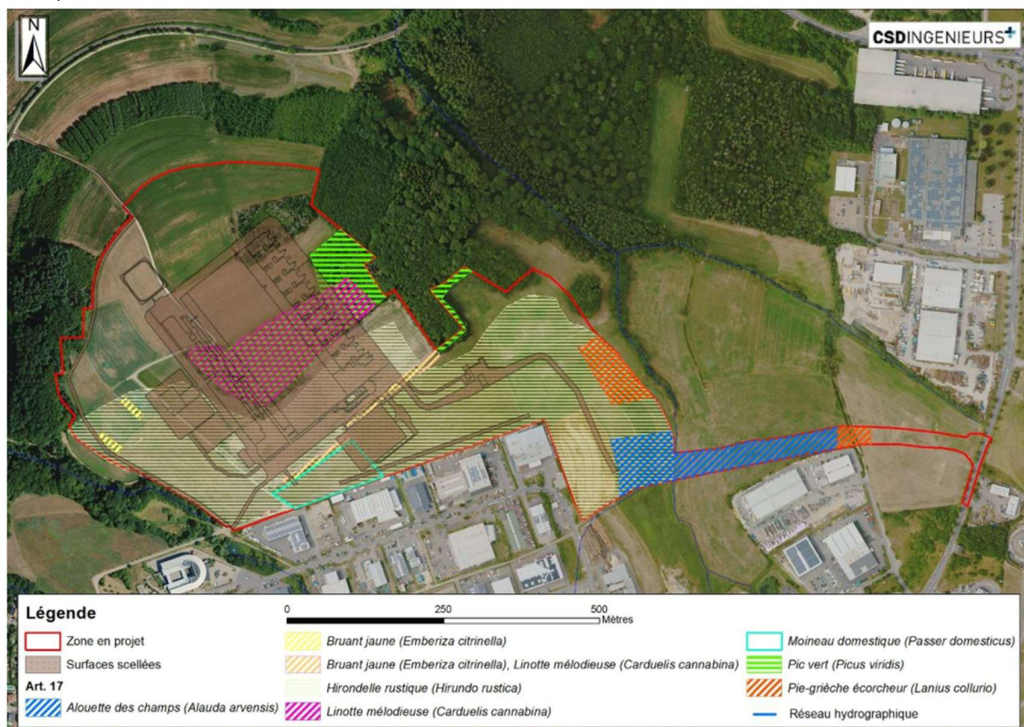 N
CSDINGENIEURS+
Légende
Zone en projet
Surfaces scellées
Art. 17
Alouette des champs (Alauda arvensis)
0 250 500
Mètres
Bruant jaune (Emberiza citrinella)
Bruant jaune (Emberiza citrinella), Linotte mélodieuse (Carduelis cannabina)
Hirondelle rustique (Hirundo rustica)
Linotte mélodieuse (Carduelis cannabina)
Moineau domestique (Passer domesticus)
Pic vert (Picus viridis)
Pie-grièche écorcheur (Lanius collurio)
Réseau hydrographique